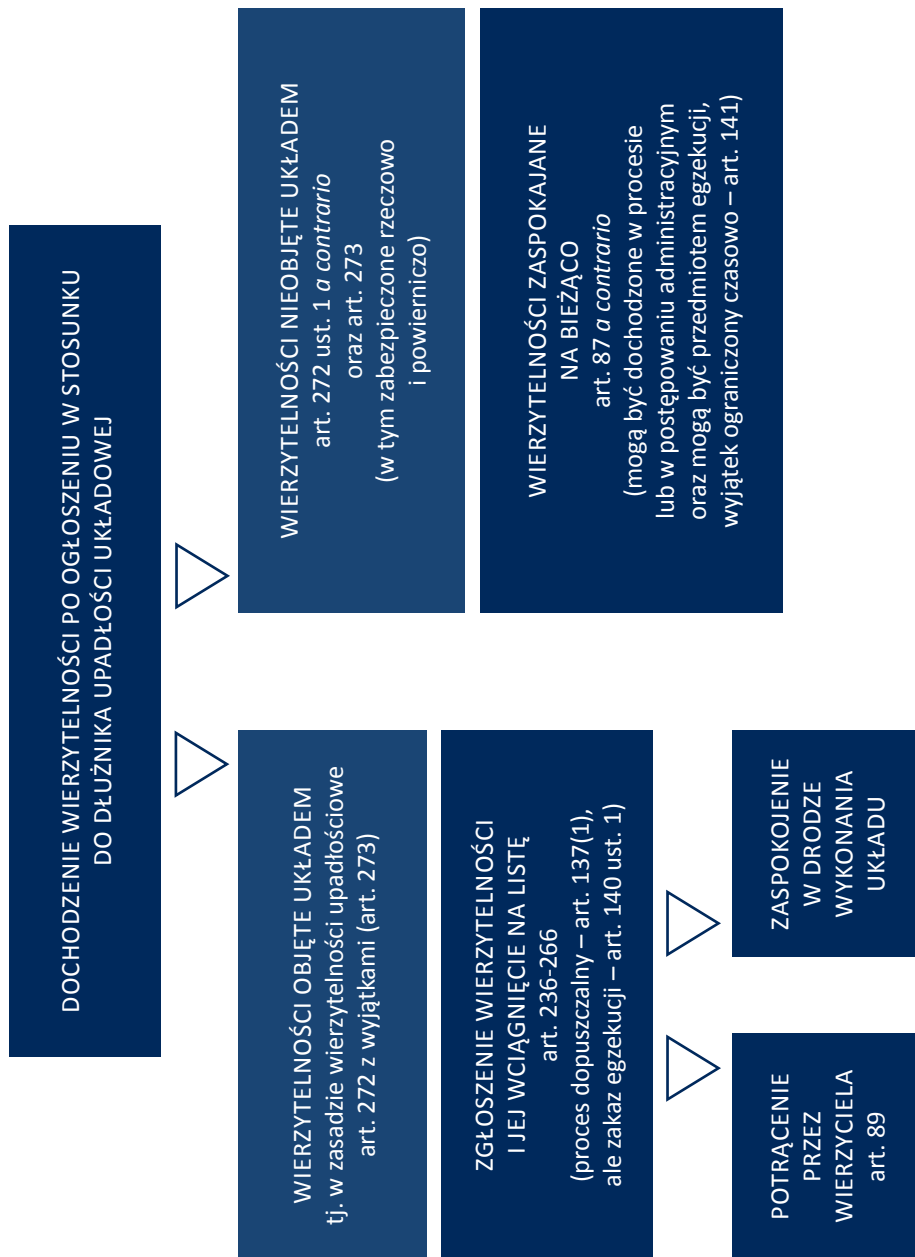 DOCHODZENIE WIERZYTELNOŚCI PO OGŁOSZENIU W STOSUNKU
DO DŁUŻNIKA UPADŁOŚCI UKŁADOWEJ
WIERZYTELNOŚCI OBJĘTE UKŁADEM
tj. w zasadzie wierzytelności upadłościowe
art. 272 z wyjątkami (art. 273)
ZGŁOSZENIE WIERZYTELNOŚCI
I JEJ WCIĄGNIĘCIE NA LISTĘ
art. 236-266
(proces dopuszczalny – art. 137(1),
ale zakaz egzekucji – art. 140 ust. 1)
POTRĄCENIE
PRZEZ
WIERZYCIELA
art. 89
ZASPOKOJENIE
W DRODZE
WYKONANIA
UKŁADU
WIERZYTELNOŚCI NIEOBJĘTE UKŁADEM
art. 272 ust. 1 a contrario
oraz art. 273
(w tym zabezpieczone rzeczowo
i powierniczo)
WIERZYTELNOŚCI ZASPOKAJANE
NA BIEŻĄCO
art. 87 a contrario
(mogą być dochodzone w procesie
lub w postępowaniu administracyjnym
oraz mogą być przedmiotem egzekucji,
wyjątek ograniczony czasowo – art. 141)